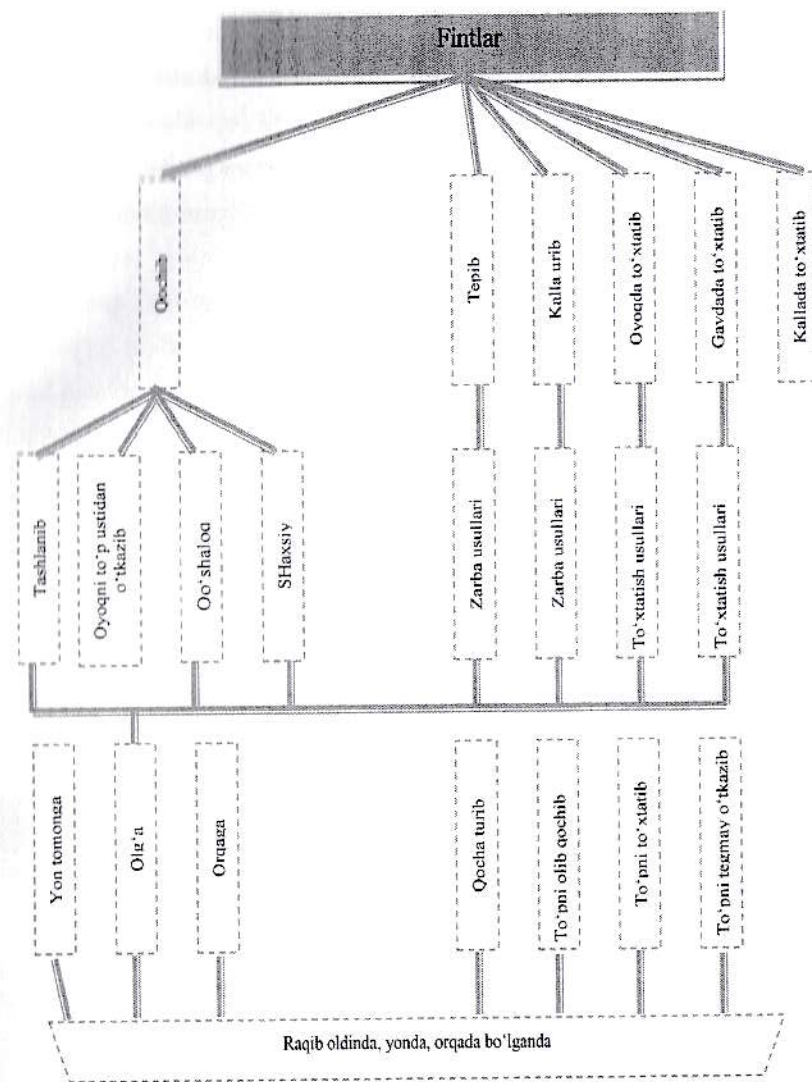 Fintlar
Qochib
Tepib
Kalla urib
Oyoqda to‘xtatib
Gavdada to‘xtatib
Kallada to‘xtatib
Tashlanib
Oyoqni to‘p ustidan
o‘tkazib
Oo‘shaloq
SHaxsiy
Zarba usullari
Zarba usullari
To‘xtatish usullari
To‘xtatish usullari
Yon tomonga
Olg‘a
Orqaga
Qocha turib
To‘pni olib qochib
To‘pni to‘xtatib
To‘pni tegmay o‘tkazib
Raqib oldinda, yonda, orqada bo‘lganda